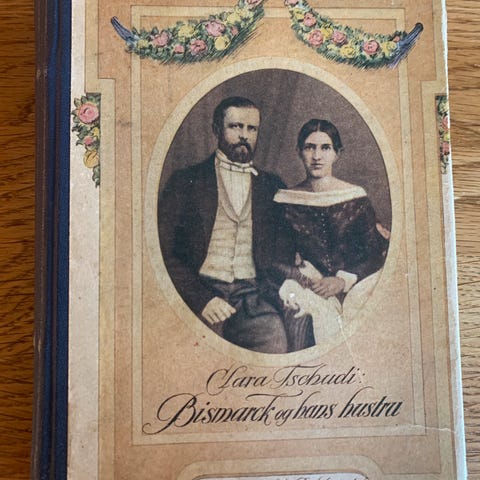 Clara Tschudi:
Bismarck og hans hustru